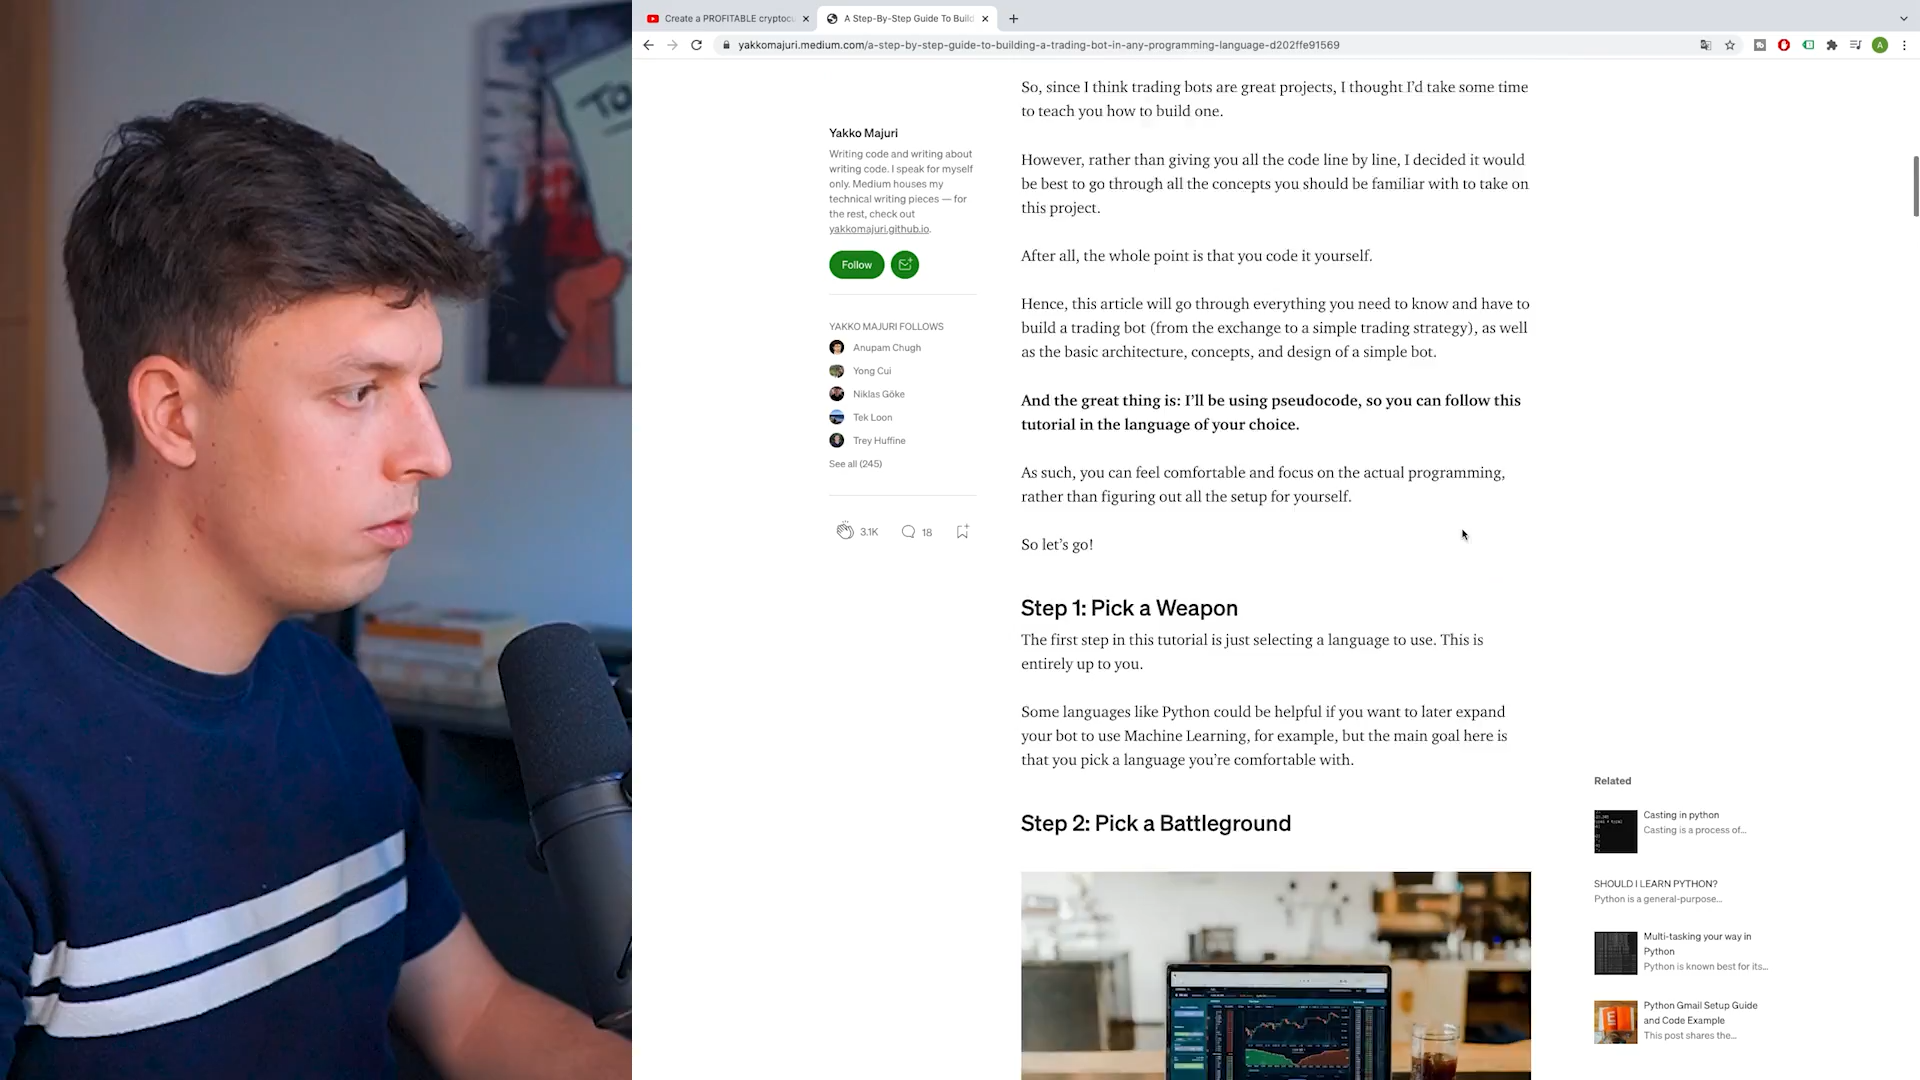 TO
Create a PROFITABLE cryptocu
A Step-By-Step Guide To Build
yakkomajuri.medium.com/a-step-by-step-guide-to-building-a-trading-bot-in-any-programming-language-d202ffe91569
A
So, since I think trading bots are great projects, I thought I’d take some time
to teach you how to build one.
However, rather than giving you all the code line by line, I decided it would
be best to go through all the concepts you should be familiar with to take on
this project.
After all, the whole point is that you code it yourself.
Hence, this article will go through everything you need to know and have to
build a trading bot (from the exchange to a simple trading strategy), as well
as the basic architecture, concepts, and design of a simple bot.
And the great thing is: I’ll be using pseudocode, so you can follow this
tutorial in the language of your choice.
As such, you can feel comfortable and focus on the actual programming,
rather than figuring out all the setup for yourself.
So let’s go!
Step 1: Pick a Weapon
The first step in this tutorial is just selecting a language to use. This is
entirely up to you.
Some languages like Python could be helpful if you want to later expand
your bot to use Machine Learning, for example, but the main goal here is
that you pick a language you’re comfortable with.
Step 2: Pick a Battleground
Yakko Majuri
Writing code and writing about
writing code. I speak for myself
only. Medium houses my
technical writing pieces — for
the rest, check out
yakkomajuri.github.io.
Follow
YAKKO MAJURI FOLLOWS
Anupam Chugh
Yong Cui
Niklas Göke
Tek Loon
Trey Huffine
See all (245)
3.1K
18
Related
Casting in python
Casting is a process of...
SHOULD I LEARN PYTHON?
Python is a general-purpose...
Multi-tasking your way in
Python
Python is known best for its...
Python Gmail Setup Guide
and Code Example
This post shares the...